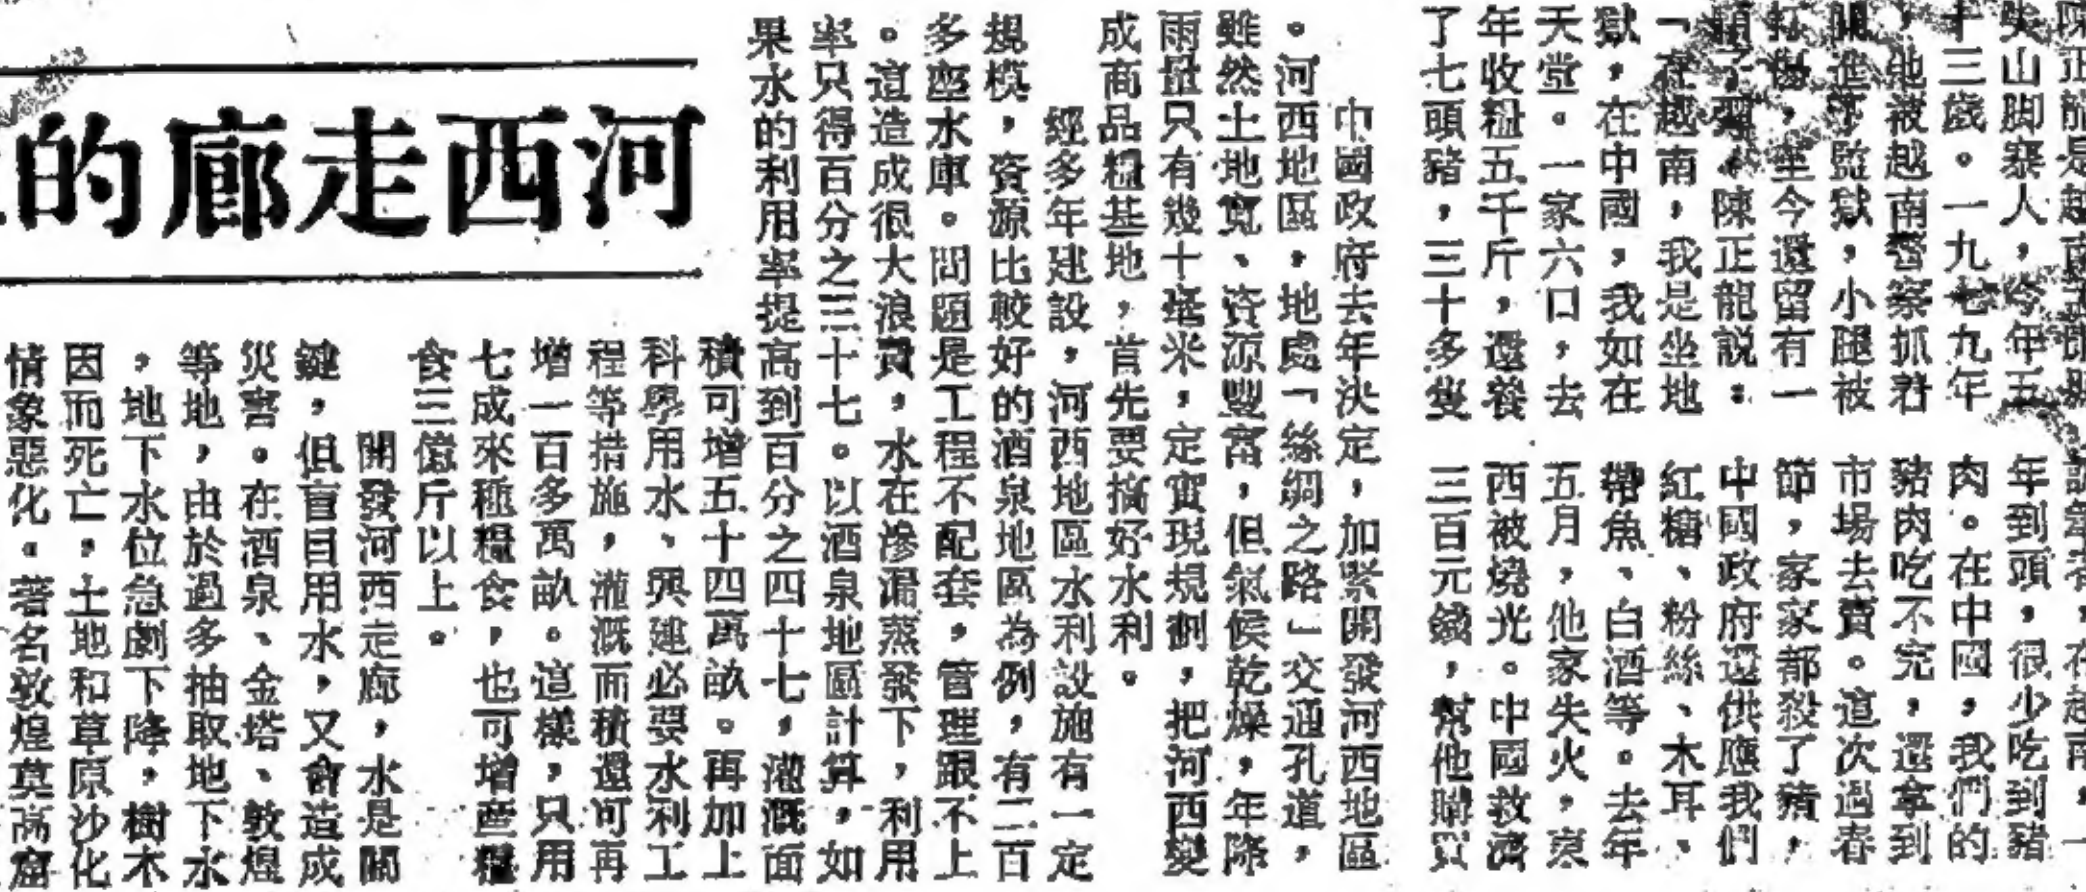 陳正龍是越南
尖山脚寨人，今年五
十三歲。一九七九年
，他被越南警察抓着
關進監獄，小腿被
打傷，至今還留有一
陳正龍説：
「在越南，我是坐地
獄，在中國，我如在
天堂。一家六口，去
年收糧五千斤，還養
了七頭豬，三十多隻
，在越南，一
年到頭，很少吃到豬
肉。在中國，我們的
豬肉吃不完，還拿到
市場去賣。這次過春
節，家家都殺了豬，
中國政府還供應我們
紅糖、粉絲、木耳、
帶魚、白酒等。去年
五月，他家失火，東
西被燒光。中國救濟
三百元錢，幫他購買
河西走廊的
中國政府去年決定，加緊開發河西地區
。河西地區，地處「絲綢之路」交通孔道，
雖然土地寬、資源豐富，但氣候乾燥，年降
雨量只有幾十毫米，定實現規劃，把河西變
成商品糧基地，首先要搞好水利。
經多年建設，河西地區水利設施有一定
規模，資源比較好的酒泉地區為例，有二百
多座水庫。問題是工程不配套，管理跟不上
。這造成很大浪費，水在滲漏蒸發下，利用
率只得百分之三十七。以酒泉地區計算，如
果水的利用率提高到百分之四十七，灌溉面
積可增五十四萬畝。再加上
科學用水、興建必要水利工
程等措施，灌溉面積還可再
增一百多萬畝。這樣，只用
七成來種糧食，也可增產糧
食三億斤以上。
開發河西走廊，水是關
鍵，但盲目用水，又會造成
災害。在酒泉、金塔、敦煌
等地，由於過多抽取地下水
，地下水位急劇下降，樹木
因而死亡，土地和草原沙化
情象惡化。著名敦煌莫高窟